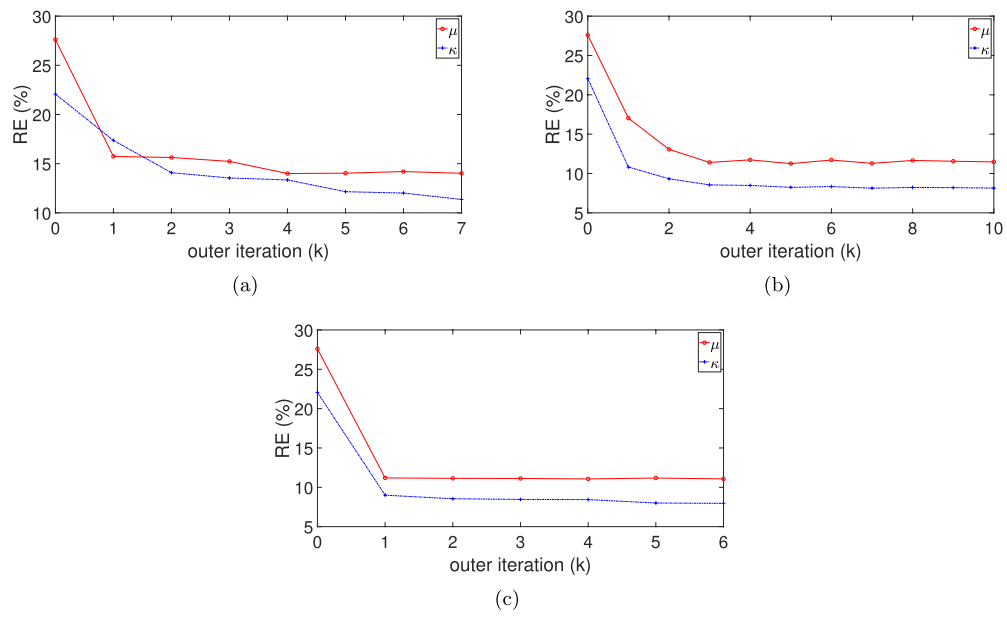 30
25
20
15
10
RE (%)
μ
κ
0 1 2 3 4 5 6 7
outer iteration (k)
(a)
30
25
20
15
10
5
RE (%)
μ
κ
0 2 4 6 8 10
outer iteration (k)
(b)
30
25
20
15
10
5
RE (%)
μ
κ
0 1 2 3 4 5 6
outer iteration (k)
(c)